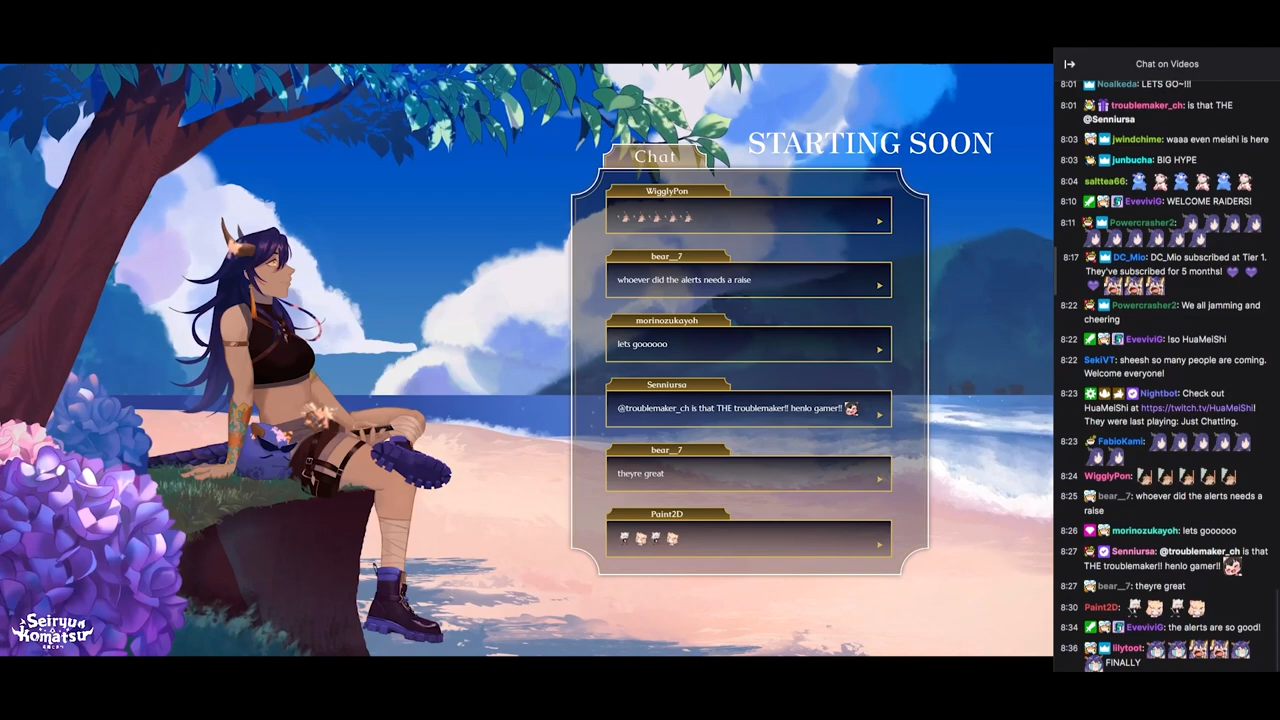 STARTING SOON
Chat
WigglyPon
bear__7
whoever did the alerts needs a raise
morinozukayoh
lets goooooo
Senniursa
@troublemaker_ch is that THE troublemaker!! henlo gamer!!
bear__7
theyre great
Paint2D
Seiryu
Komatsu
Chat on Videos
8:01 Noalkeda: LETS GO~!!!
8:01 troublemaker_ch: is that THE
@Senniursa
8:03 jwindchime: waaa even meishi is here
8:03 junbucha: BIG HYPE
8:04 salttea66:
8:10 EveviviG: WELCOME RAIDERS!
8:11 Powercrasher2:
8:17 DC_Mio: DC_Mio subscribed at Tier 1.
They've subscribed for 5 months!
8:22 Powercrasher2: We all jamming and
cheering
8:22 EveviviG: !so HuaMeiShi
8:22 SekiVT: sheesh so many people are coming.
Welcome everyone!
8:23 Nightbot: Check out
HuaMeiShi at https://twitch.tv/HuaMeiShi!
They were last playing: Just Chatting.
8:23 FabioKami:
8:24 WigglyPon:
8:25 bear__7: whoever did the alerts needs a
raise
8:26 morinozukayoh: lets goooooo
8:27 Senniursa: @troublemaker_ch is that
THE troublemaker!! henlo gamer!!
8:27 bear__7: theyre great
8:30 Paint2D:
8:34 EveviviG: the alerts are so good!
8:36 lilytoot:
FINALLY